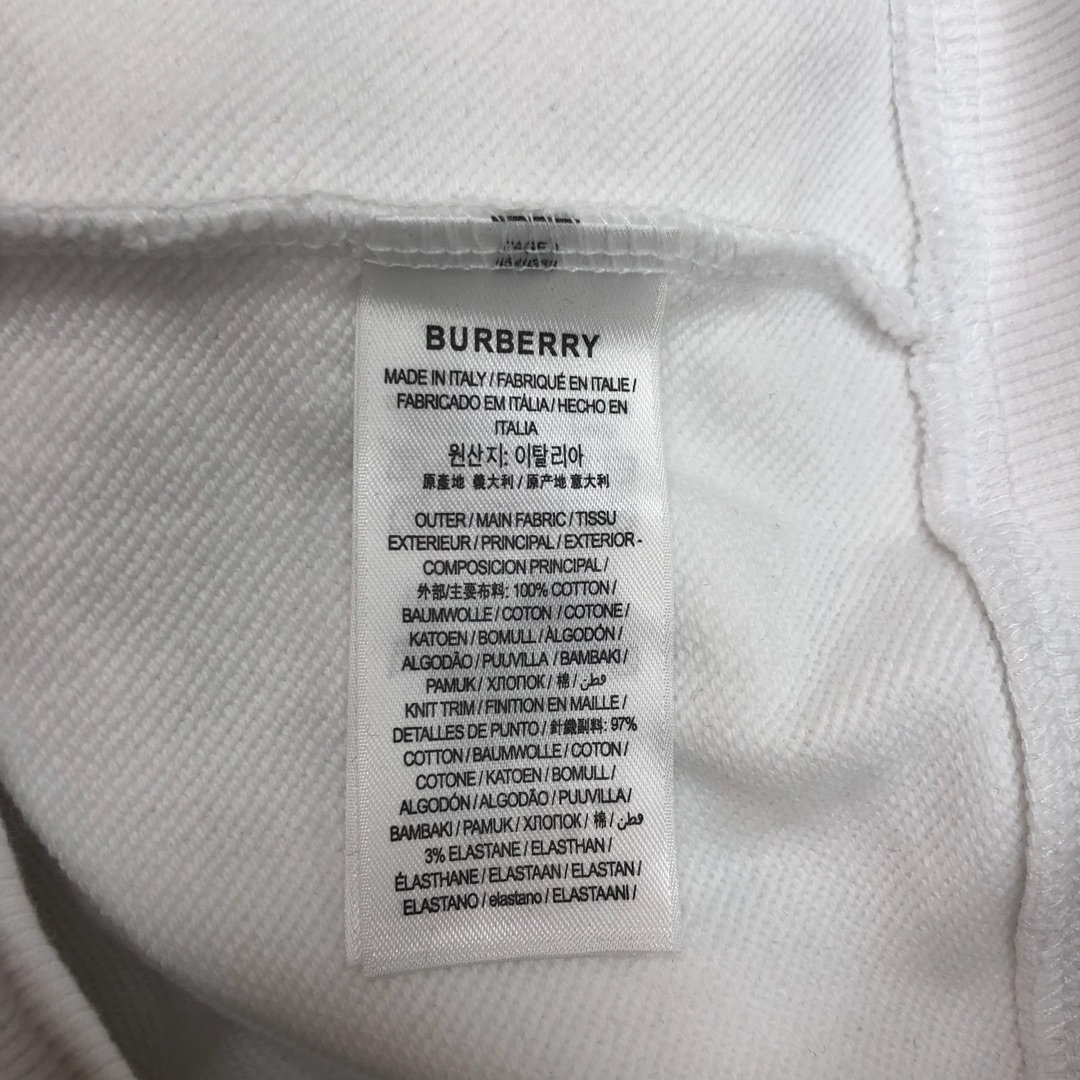 BURBERRY
MADE IN ITALY / FABRIQUÉ EN ITALIE /
FABRICADO EM ITÁLIA / HECHO EN
ITALIA
원산지: 이탈리아
原產地 義大利 / 原产地 意大利
OUTER / MAIN FABRIC / TISSU
EXTERIEUR / PRINCIPAL / EXTERIOR -
COMPOSICION PRINCIPAL /
外部/主要布料: 100% COTTON /
BAUMWOLLE / COTON / COTONE /
KATOEN / BOMULL / ALGODÓN /
ALGODÃO / PUUVILLA / BAMBAKI /
PAMUK / ХЛОПОК / 棉 / قطن /
KNIT TRIM / FINITION EN MAILLE /
DETALLES DE PUNTO / 針織副料: 97%
COTTON / BAUMWOLLE / COTON /
COTONE / KATOEN / BOMULL /
ALGODÓN / ALGODÃO / PUUVILLA /
BAMBAKI / PAMUK / ХЛОПОК / 棉 / قطن
3% ELASTANE / ELASTHAN /
ÉLASTHANE / ELASTAAN / ELASTAN /
ELASTANO / elastano / ELASTAANI /